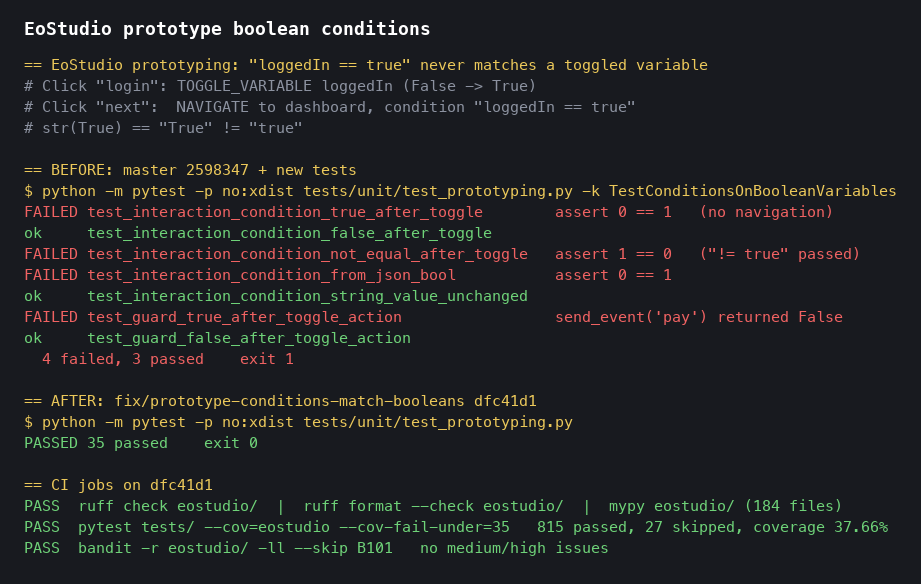 EoStudio prototype boolean conditions
== EoStudio prototyping: "loggedIn == true" never matches a toggled variable
# Click "login": TOGGLE_VARIABLE loggedIn (False -> True)
# Click "next":  NAVIGATE to dashboard, condition "loggedIn == true"
# str(True) == "True" != "true"
== BEFORE: master 2598347 + new tests
$ python -m pytest -p no:xdist tests/unit/test_prototyping.py -k TestConditionsOnBooleanVariables
FAILED test_interaction_condition_true_after_toggle        assert 0 == 1   (no navigation)
ok     test_interaction_condition_false_after_toggle
FAILED test_interaction_condition_not_equal_after_toggle   assert 1 == 0   ("!= true" passed)
FAILED test_interaction_condition_from_json_bool           assert 0 == 1
ok     test_interaction_condition_string_value_unchanged
FAILED test_guard_true_after_toggle_action                 send_event('pay') returned False
ok     test_guard_false_after_toggle_action
  4 failed, 3 passed    exit 1
== AFTER: fix/prototype-conditions-match-booleans dfc41d1
$ python -m pytest -p no:xdist tests/unit/test_prototyping.py
PASSED 35 passed    exit 0
== CI jobs on dfc41d1
PASS  ruff check eostudio/  |  ruff format --check eostudio/  |  mypy eostudio/ (184 files)
PASS  pytest tests/ --cov=eostudio --cov-fail-under=35   815 passed, 27 skipped, coverage 37.66%
PASS  bandit -r eostudio/ -ll --skip B101   no medium/high issues